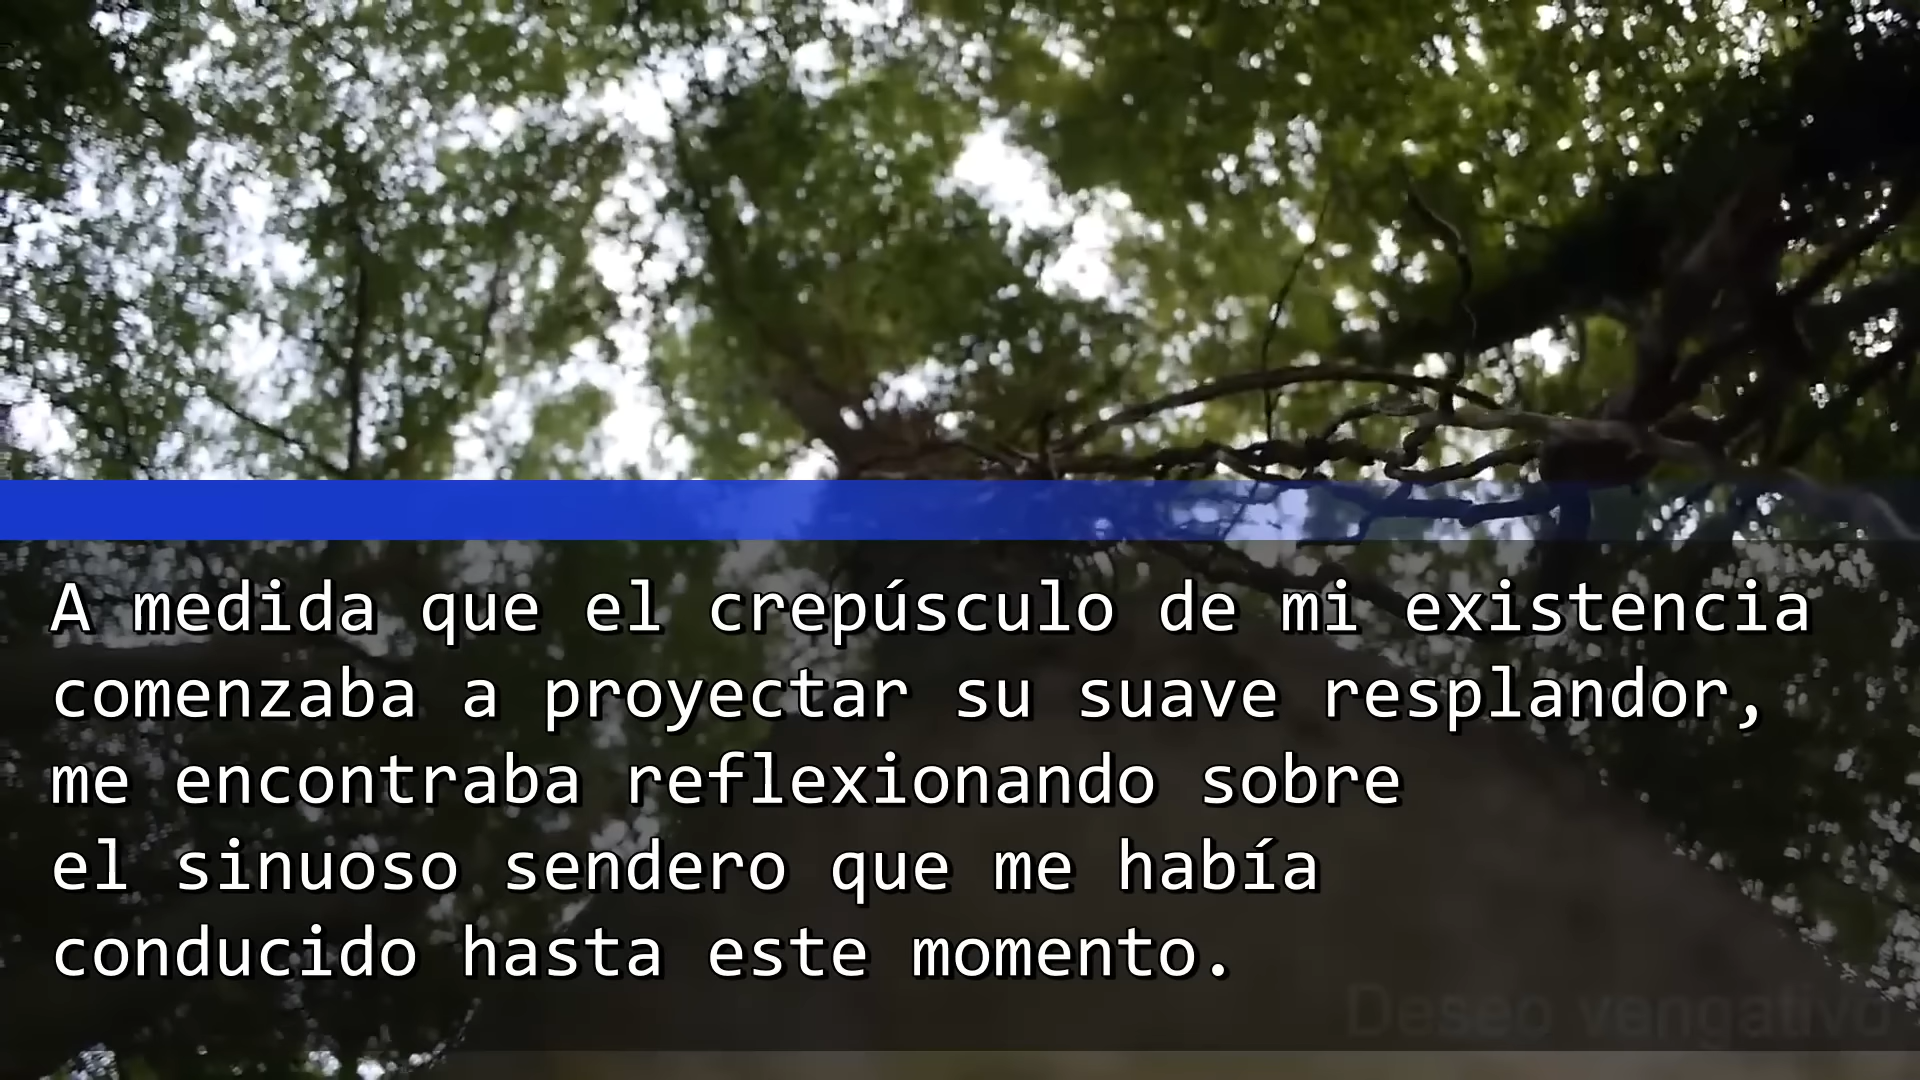 A medida que el crepúsculo de mi existencia
comenzaba a proyectar su suave resplandor,
me encontraba reflexionando sobre
el sinuoso sendero que me había
conducido hasta este momento.
Deseo vengativo